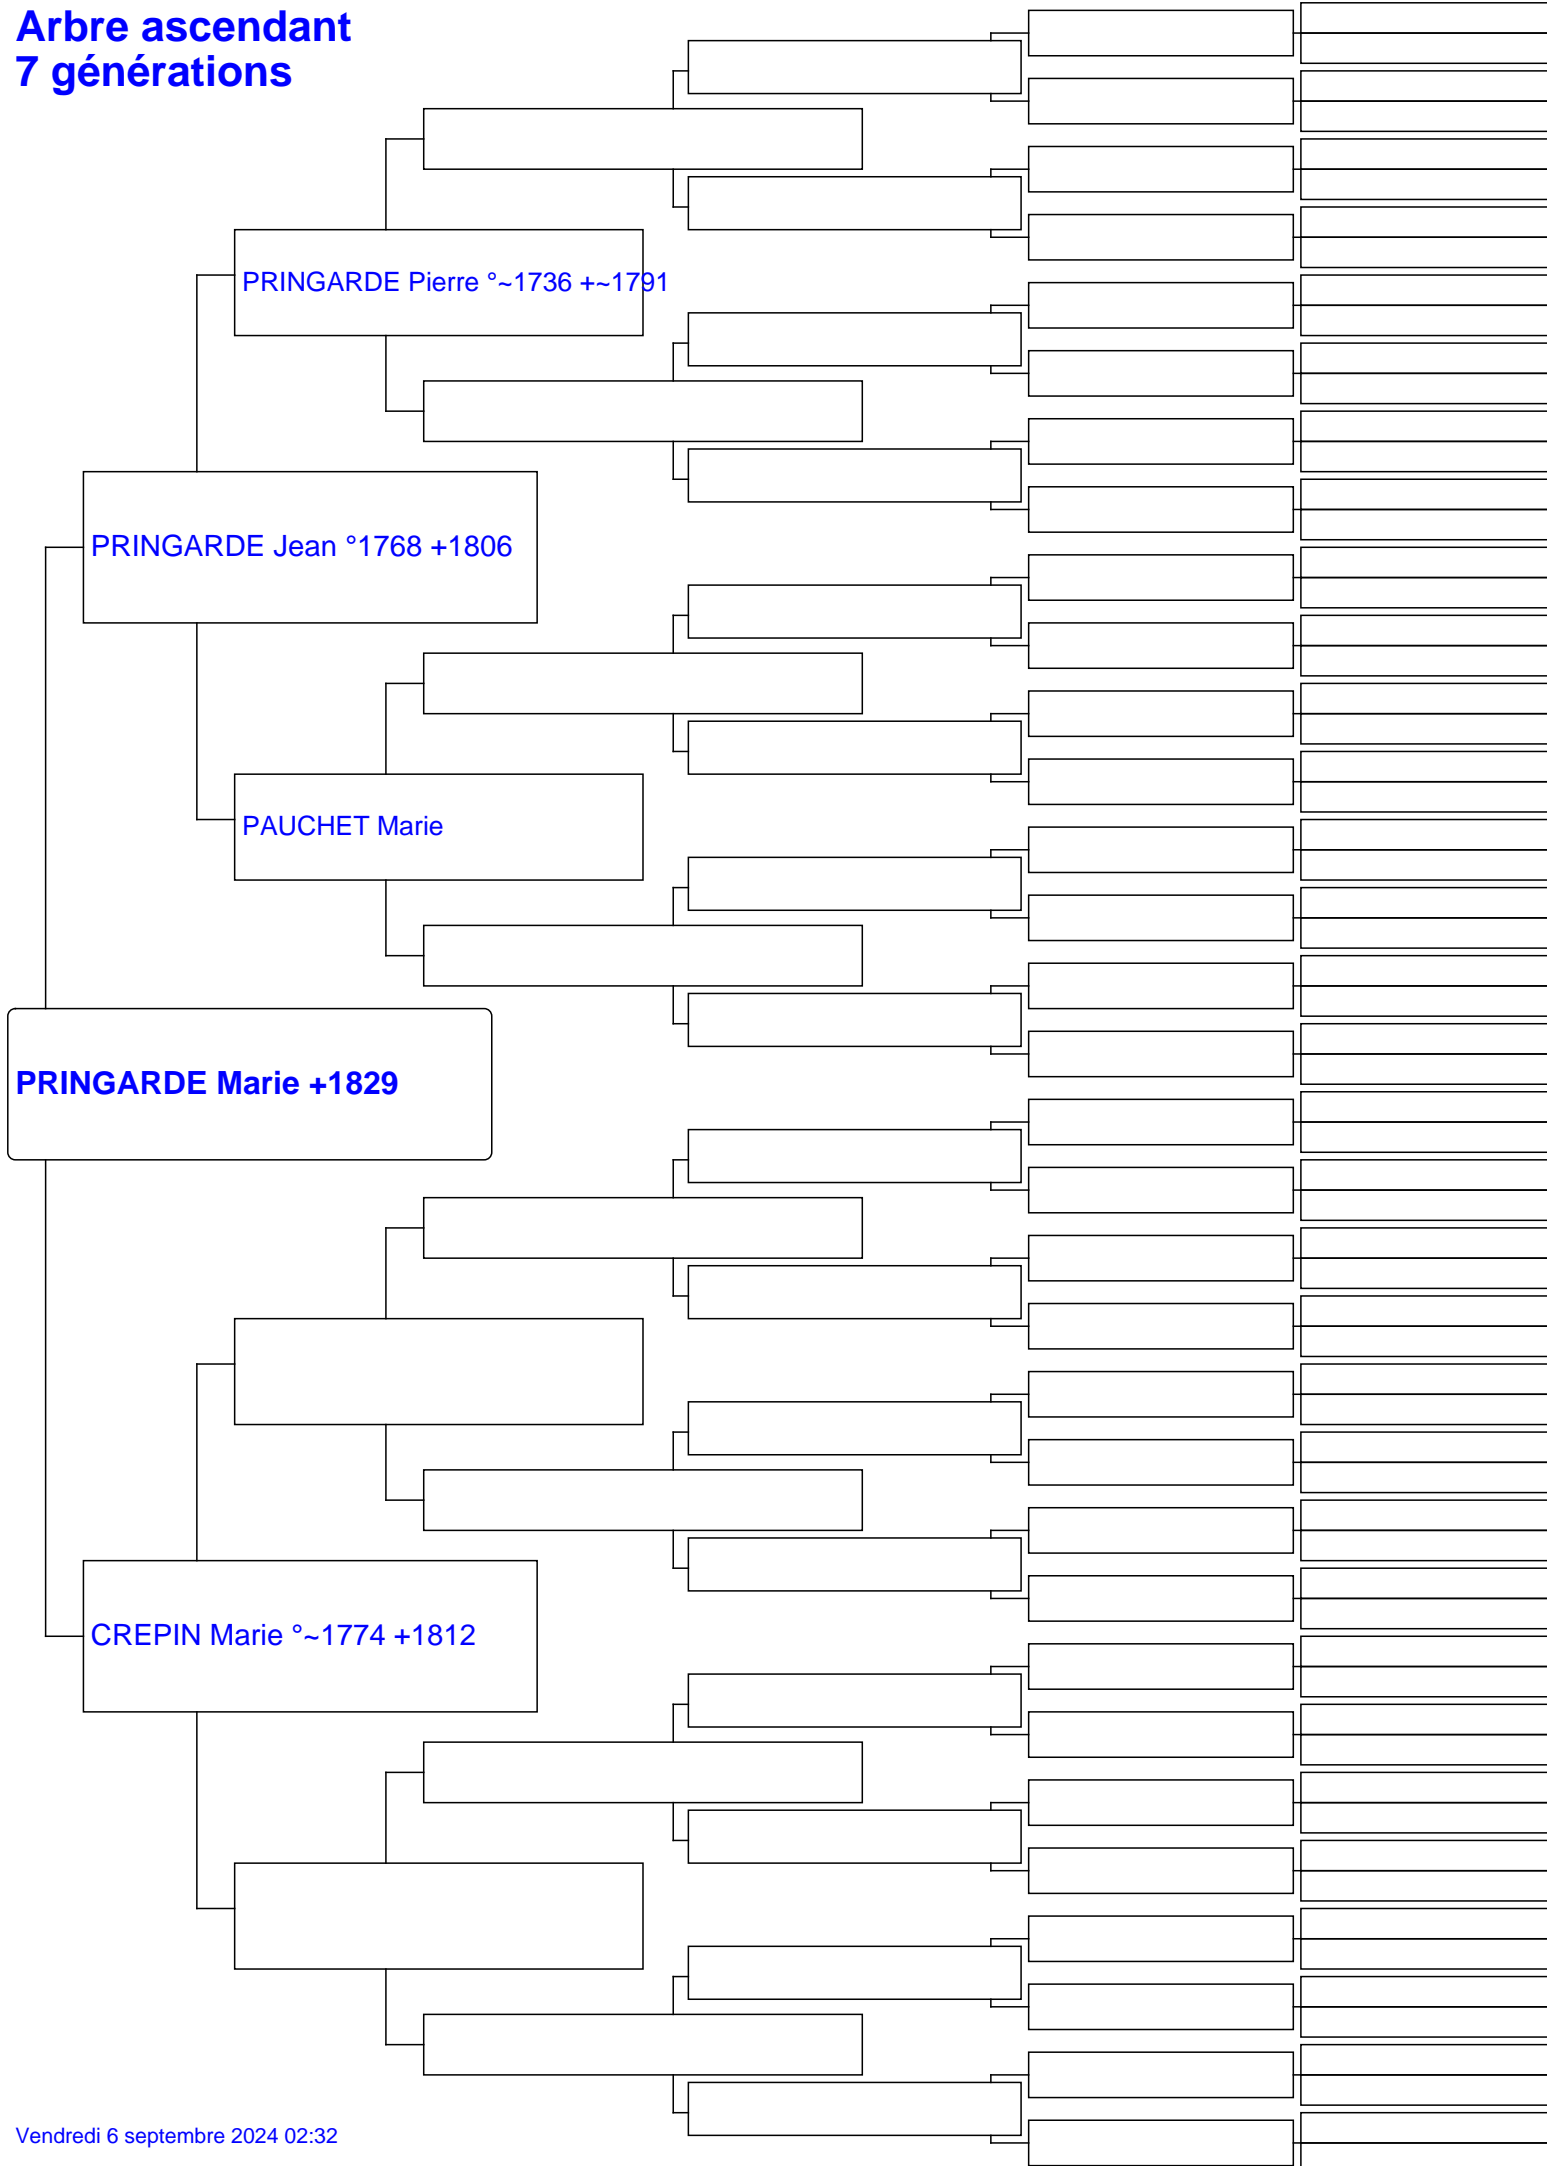 Arbre ascendant
7 générations
PRINGARDE Pierre °~1736 +~1791
PRINGARDE Jean °1768 +1806
PAUCHET Marie
PRINGARDE Marie +1829
CREPIN Marie °~1774 +1812
Vendredi 6 septembre 2024 02:32